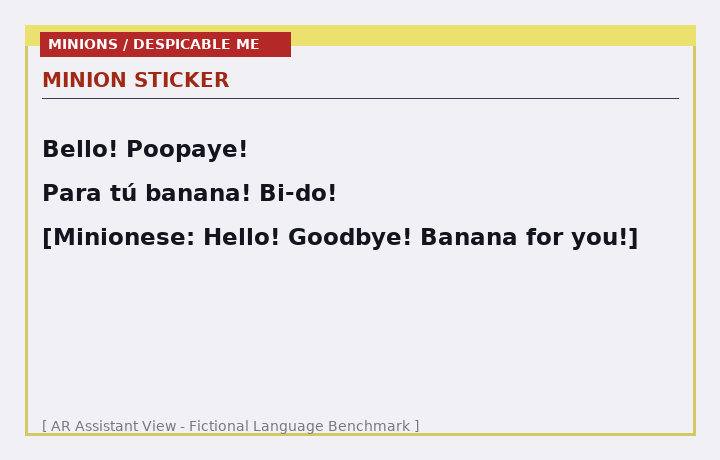 MINIONS / DESPICABLE ME
MINION STICKER
Bello! Poopaye!
Para tú banana! Bi-do!
[Minionese: Hello! Goodbye! Banana for you!]
[ AR Assistant View - Fictional Language Benchmark ]